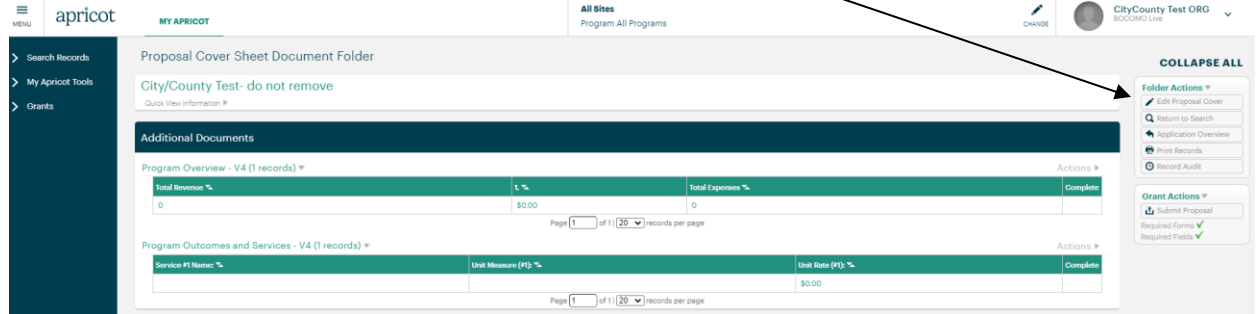 MENU
apricot
MY APRICOT
All Sites
Program All Programs
CHANGE
CityCounty Test ORG
BOCOMO Live
Search Records
My Apricot Tools
Grants
Proposal Cover Sheet Document Folder
City/County Test- do not remove
Quick View Information
Additional Documents
Program Overview - V4 (1 records)
Actions
Total Revenue 1. Total Expenses Complete
0 $0.00 0
Page 1 of 1 | 20 records per page
Program Outcomes and Services - V4 (1 records)
Actions
Service #1 Name: Unit Measure (#1): Unit Rate (#1): Complete
$0.00
Page 1 of 1 | 20 records per page
COLLAPSE ALL
Folder Actions
Edit Proposal Cover
Return to Search
Application Overview
Print Records
Record Audit
Grant Actions
Submit Proposal
Required Forms
Required Fields